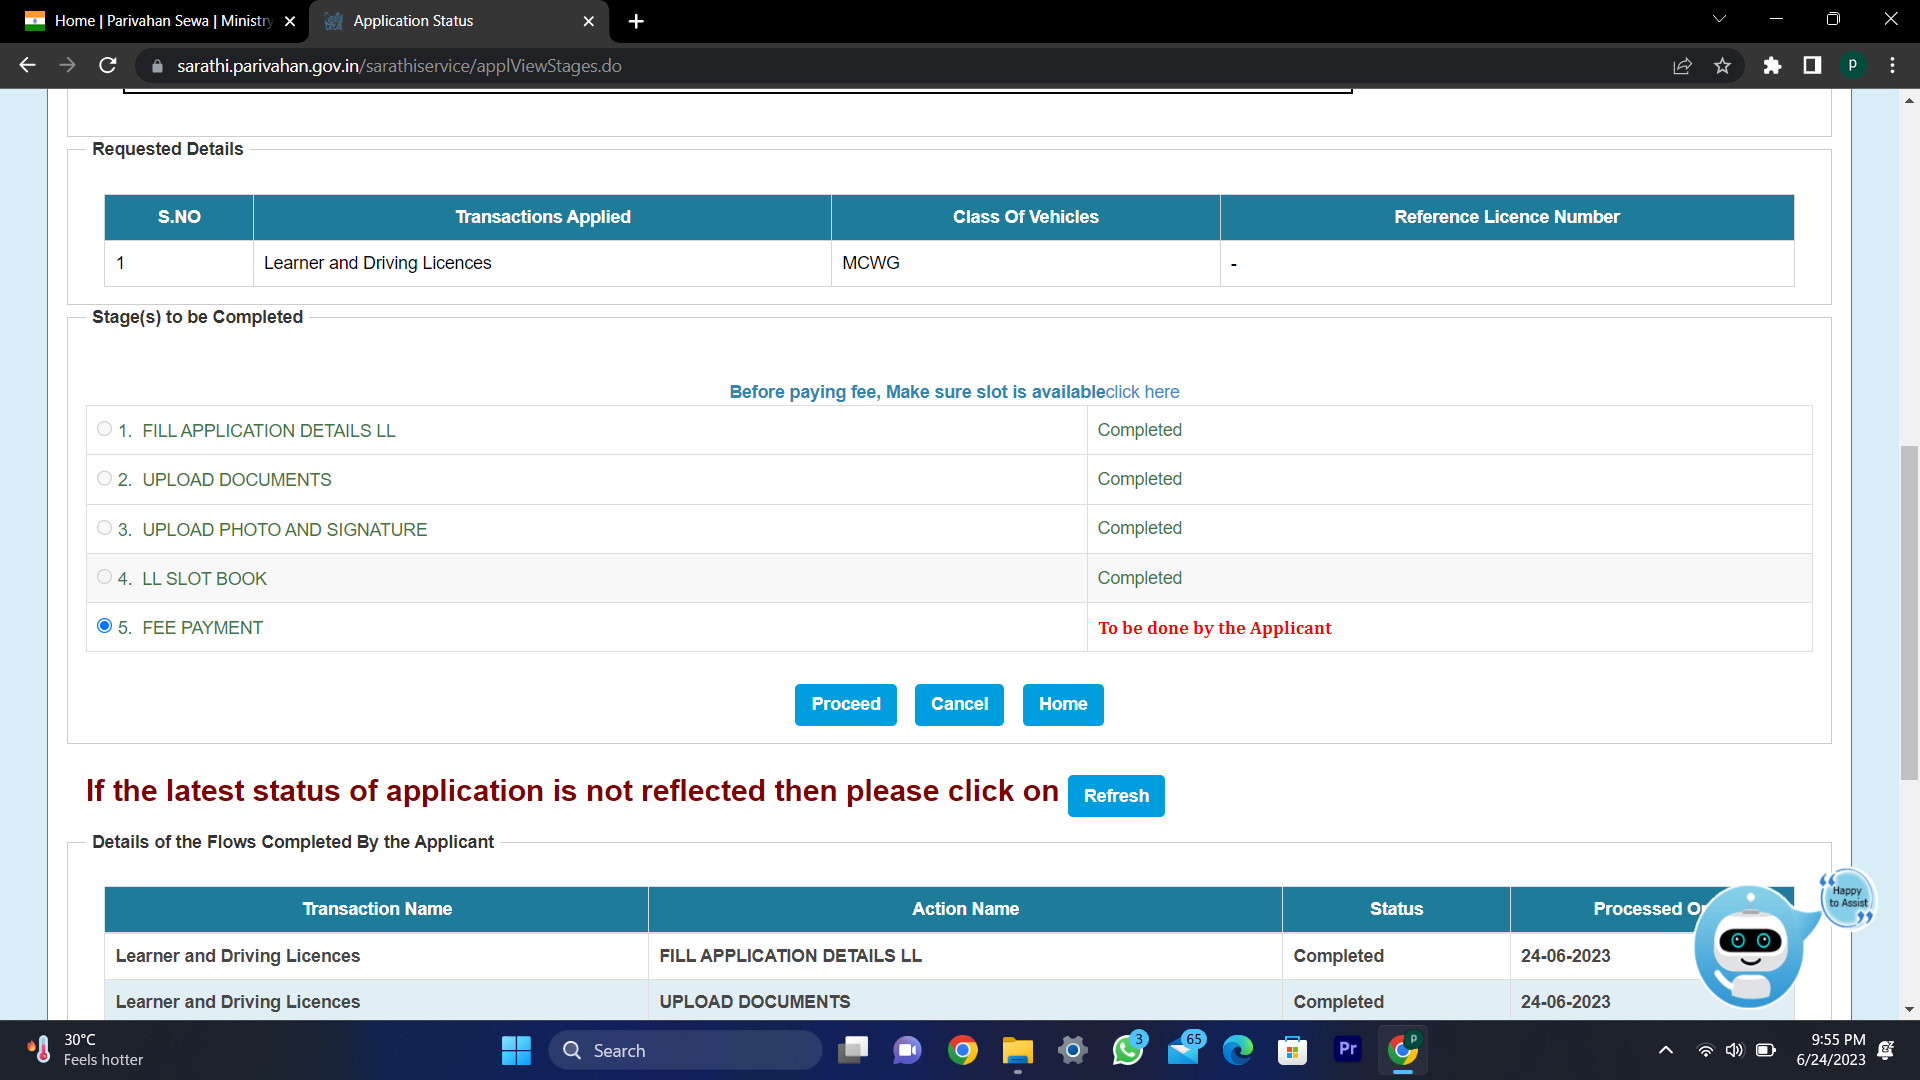 Home | Parivahan Sewa | Ministry
Application Status
sarathi.parivahan.gov.in/sarathiservice/applViewStages.do
P
Requested Details
S.NO Transactions Applied Class Of Vehicles Reference Licence Number
1 Learner and Driving Licences MCWG -
Stage(s) to be Completed
Before paying fee, Make sure slot is availableclick here
1. FILL APPLICATION DETAILS LL Completed
2. UPLOAD DOCUMENTS Completed
3. UPLOAD PHOTO AND SIGNATURE Completed
4. LL SLOT BOOK Completed
5. FEE PAYMENT To be done by the Applicant
Proceed Cancel Home
If the latest status of application is not reflected then please click on Refresh
Details of the Flows Completed By the Applicant
Transaction Name Action Name Status Processed
Learner and Driving Licences FILL APPLICATION DETAILS LL Completed 24-06-2023
Learner and Driving Licences UPLOAD DOCUMENTS Completed 24-06-2023
Happy
to Assist
30°C
Feels hotter
Search
3
65
Pr
P
9:55 PM
6/24/2023